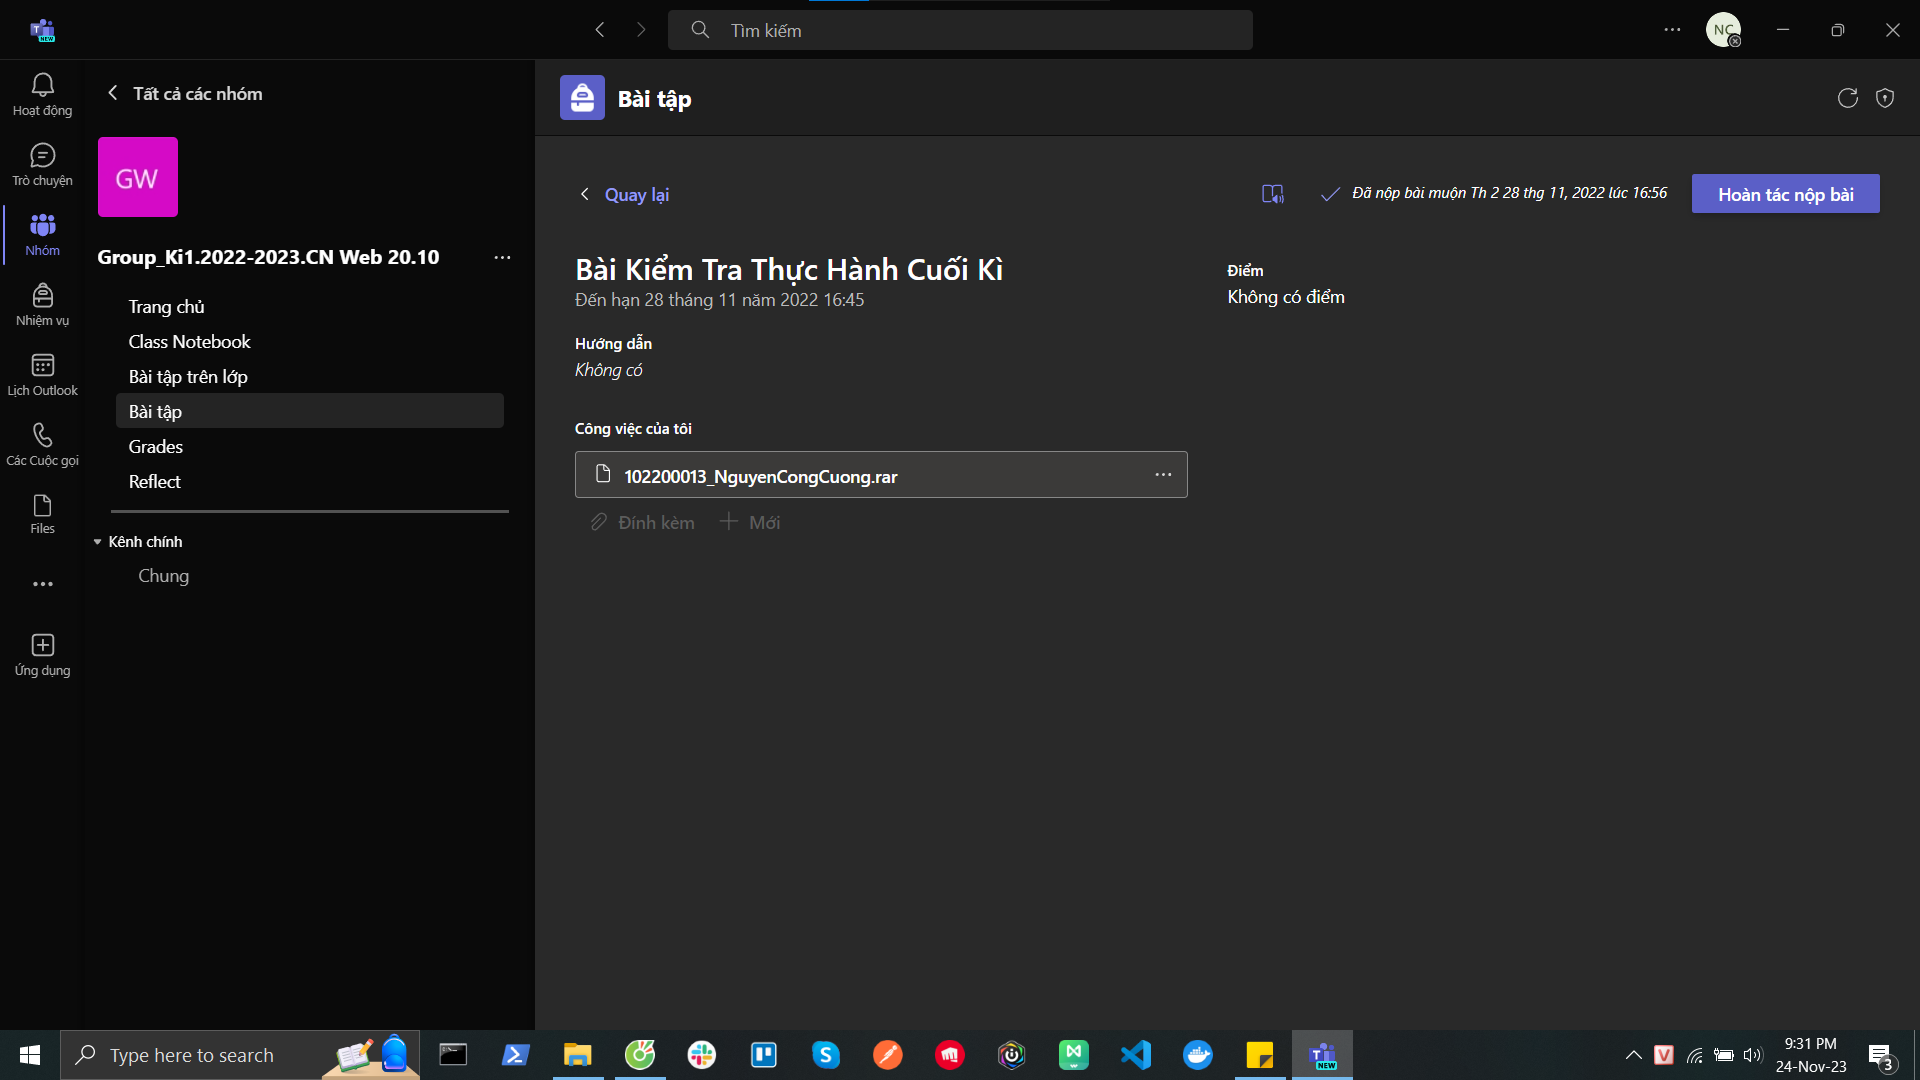 Tìm kiếm
NC
Hoạt động
Trò chuyện
Nhóm
Nhiệm vụ
Lịch Outlook
Các Cuộc gọi
Files
Ứng dụng
Tất cả các nhóm
GW
Group_Ki1.2022-2023.CN Web 20.10
Trang chủ
Class Notebook
Bài tập trên lớp
Bài tập
Grades
Reflect
Kênh chính
Chung
Bài tập
Quay lại
Đã nộp bài muộn Th 2 28 thg 11, 2022 lúc 16:56
Hoàn tác nộp bài
Bài Kiểm Tra Thực Hành Cuối Kì
Đến hạn 28 tháng 11 năm 2022 16:45
Hướng dẫn
Không có
Công việc của tôi
102200013_NguyenCongCuong.rar
Đính kèm
Mới
Điểm
Không có điểm
Type here to search
NEW
9:31 PM
24-Nov-23
3